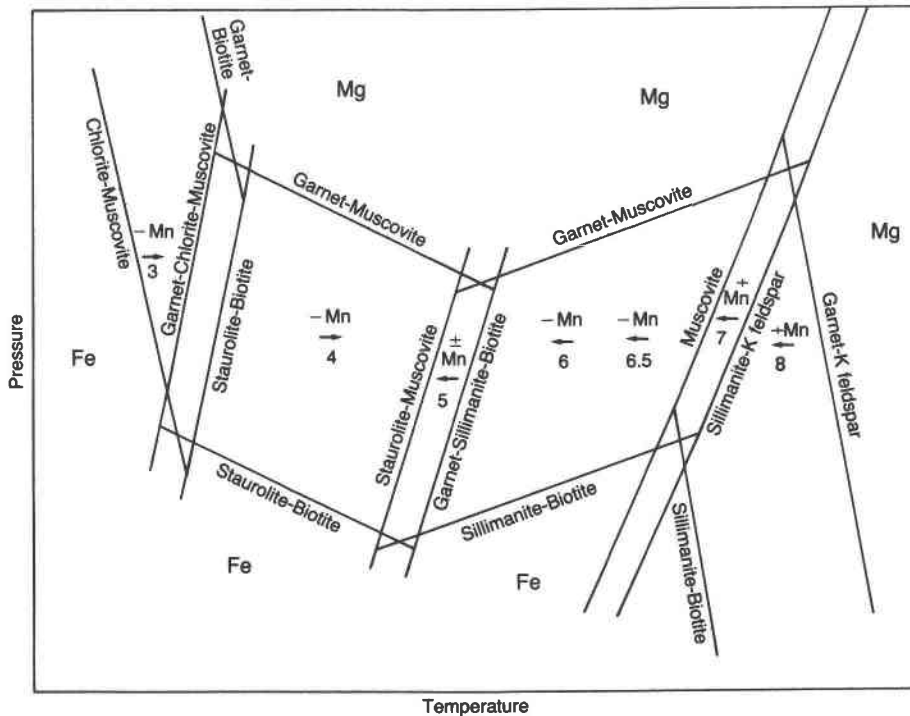 Garnet-
Biotite
Mg
Mg
Chlorite-Muscovite
Garnet-Chlorite-Muscovite
Garnet-Muscovite
Garnet-Muscovite
Mg
− Mn
3
Staurolite-Biotite
− Mn
4
Staurolite-Muscovite
±
Mn
5
Garnet-Sillimanite-Biotite
− Mn
6
− Mn
6.5
Muscovite
Mn ±
7
Sillimanite-K feldspar
+Mn
8
Garnet-K feldspar
Pressure
Fe
Staurolite-Biotite
Sillimanite-Biotite
Sillimanite-Biotite
Fe
Fe
Temperature